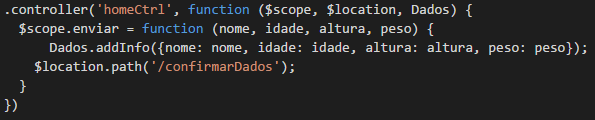 .controller('homeCtrl', function ($scope, $location, Dados) {
  $scope.enviar = function (nome, idade, altura, peso) {
      Dados.addInfo({nome: nome, idade: idade, altura: altura, peso: peso});
    $location.path('/confirmarDados');
  }
})